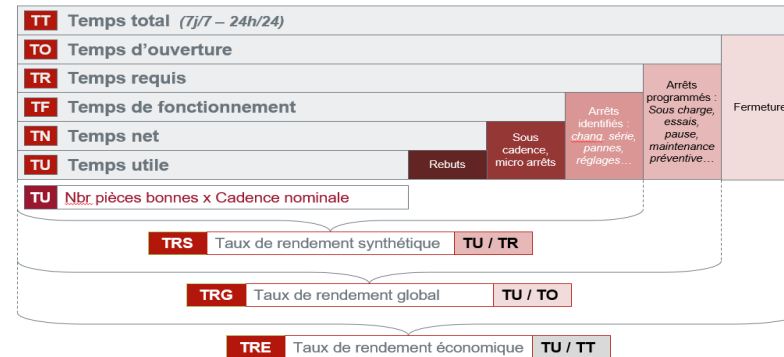 TT Temps total (7j/7 – 24h/24)
TO Temps d'ouverture
TR Temps requis
TF Temps de fonctionnement
TN Temps net
TU Temps utile
Rebuts
Sous
cadence,
micro arrêts
Arrêts
identifiés :
chang. série,
pannes,
réglages…
Arrêts
programmés :
Sous charge,
essais,
pause,
maintenance
préventive…
Fermeture
TU Nbr pièces bonnes x Cadence nominale
TRS Taux de rendement synthétique TU / TR
TRG Taux de rendement global TU / TO
TRE Taux de rendement économique TU / TT